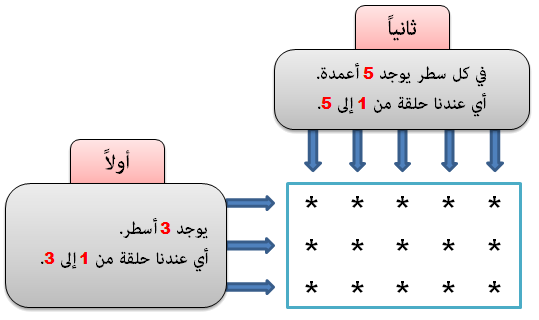 ثانياً
في كل سطر يوجد 5 أعمدة.
أي عندنا حلقة من 1 إلى 5.
أولاً
يوجد 3 أسطر.
أي عندنا حلقة من 1 إلى 3.
* * * * *
* * * * *
* * * * *